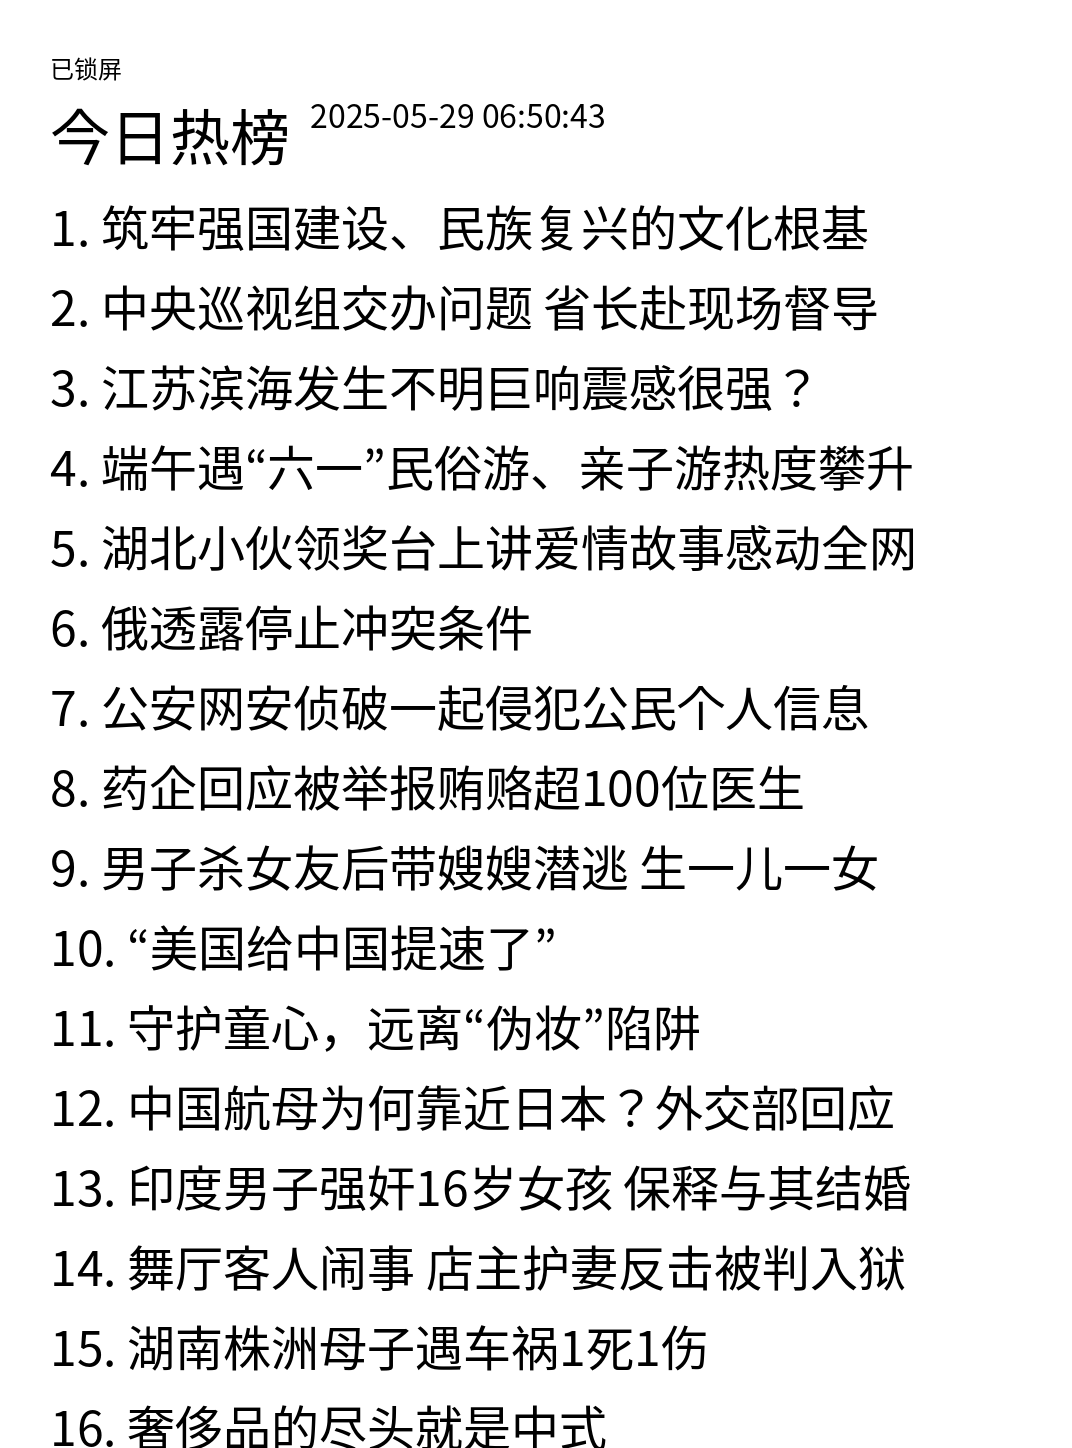 已锁屏
今日热榜 2025-05-29 06:50:43
1. 筑牢强国建设、民族复兴的文化根基
2. 中央巡视组交办问题 省长赴现场督导
3. 江苏滨海发生不明巨响震感很强？
4. 端午遇“六一”民俗游、亲子游热度攀升
5. 湖北小伙领奖台上讲爱情故事感动全网
6. 俄透露停止冲突条件
7. 公安网安侦破一起侵犯公民个人信息
8. 药企回应被举报贿赂超100位医生
9. 男子杀女友后带嫂嫂潜逃 生一儿一女
10. “美国给中国提速了”
11. 守护童心，远离“伪妆”陷阱
12. 中国航母为何靠近日本？外交部回应
13. 印度男子强奸16岁女孩 保释与其结婚
14. 舞厅客人闹事 店主护妻反击被判入狱
15. 湖南株洲母子遇车祸1死1伤
16. 奢侈品的尽头就是中式